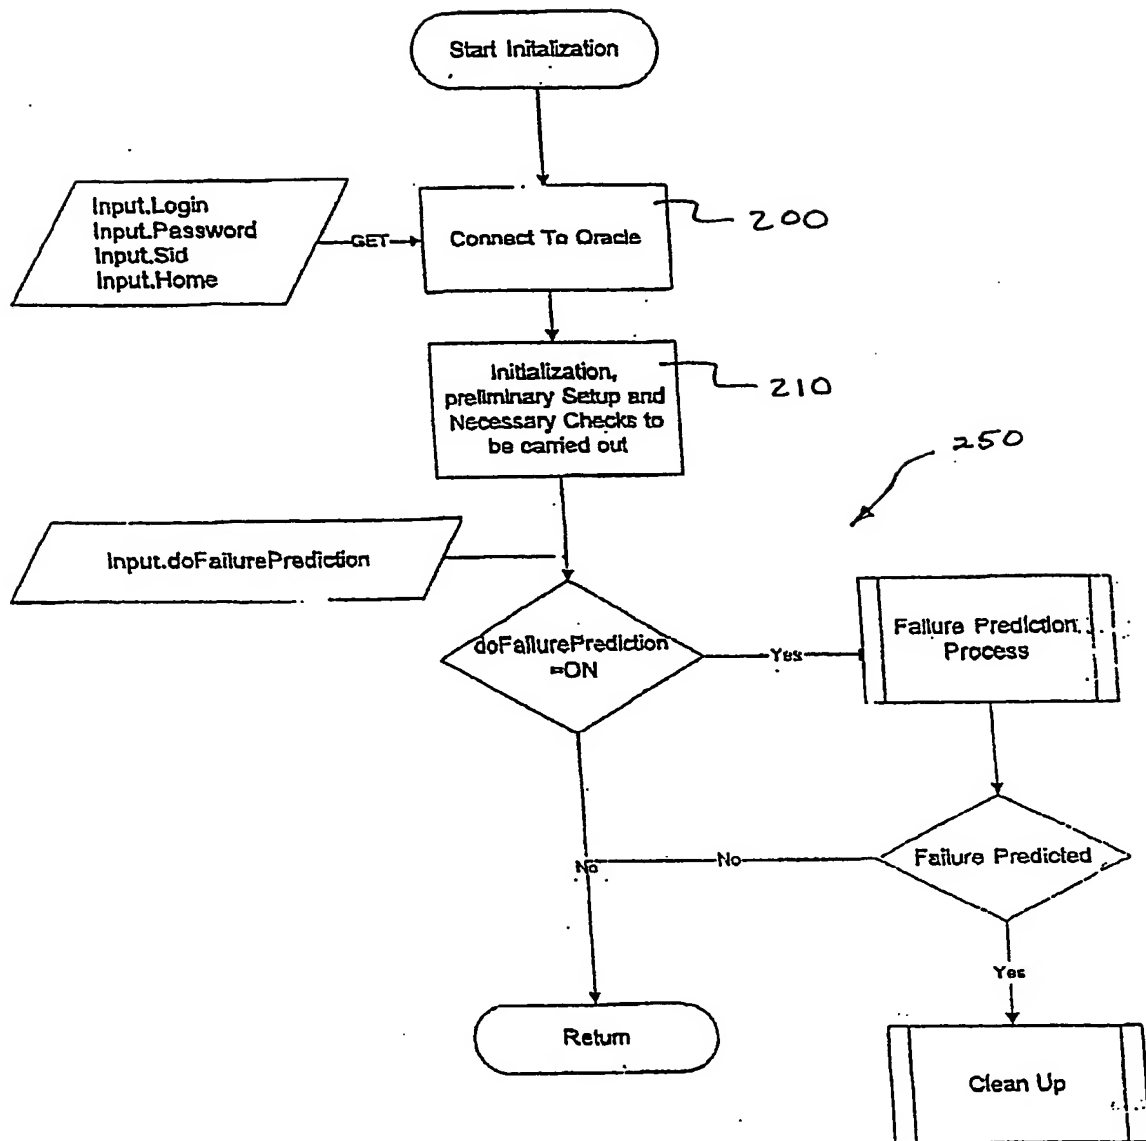 Start Initalization
Input.Login
Input.Password
Input.Sid
Input.Home
GET
Connect To Oracle
200
Initialization,
preliminary Setup and
Necessary Checks to
be carried out
210
250
Input.doFailurePrediction
doFailurePrediction
=ON
Yes
Failure Prediction
Process
No
No
Failure Predicted
Yes
Return
Clean Up